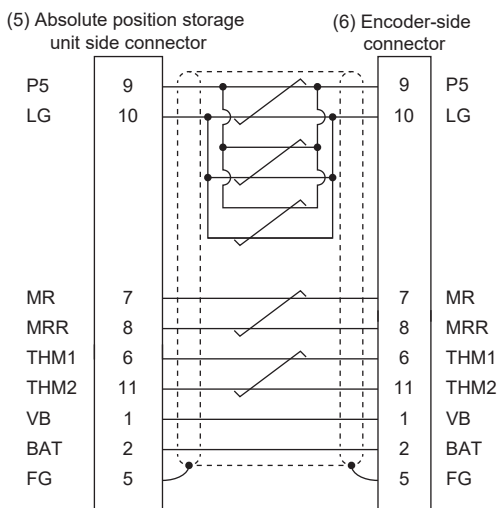 (5) Absolute position storage
unit side connector
(6) Encoder-side
connector
P5 9 9 P5
LG 10 10 LG
MR 7 7 MR
MRR 8 8 MRR
THM1 6 6 THM1
THM2 11 11 THM2
VB 1 1 VB
BAT 2 2 BAT
FG 5 5 FG